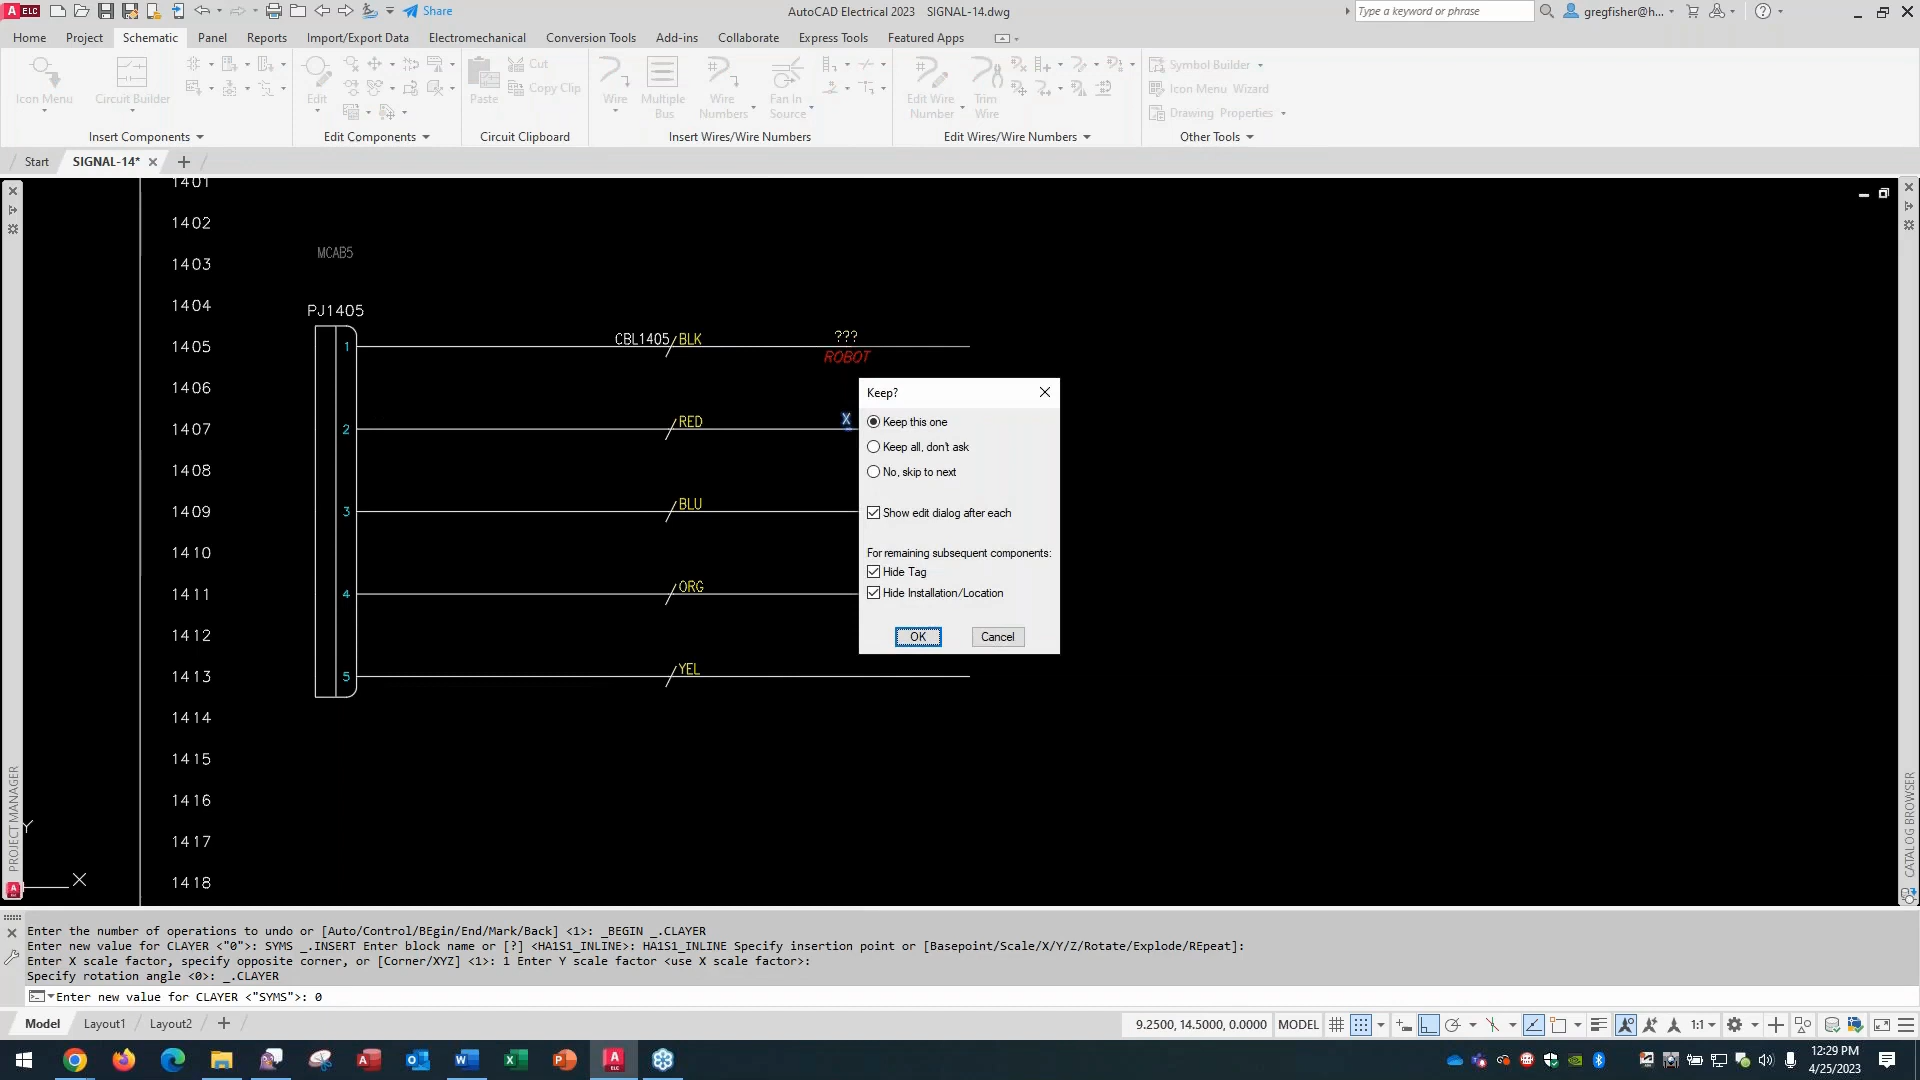 A ELC
Share
AutoCAD Electrical 2023 SIGNAL-14.dwg
Type a keyword or phrase
gregfisher@h...
Home Project Schematic Panel Reports Import/Export Data Electromechanical Conversion Tools Add-ins Collaborate Express Tools Featured Apps
Icon Menu
Circuit Builder
Insert Components
Edit
Edit Components
Paste
Cut
Copy Clip
Circuit Clipboard
Wire
Multiple Bus
Wire Numbers
Fan In Source
Insert Wires/Wire Numbers
Edit Wire Number
Trim Wire
Edit Wires/Wire Numbers
Symbol Builder
Icon Menu Wizard
Drawing Properties
Other Tools
Start
SIGNAL-14*
1401
1402
1403
1404
1405
1406
1407
1408
1409
1410
1411
1412
1413
1414
1415
1416
1417
1418
MCAB5
PJ1405
1
2
3
4
5
CBL1405
BLK
RED
BLU
ORG
YEL
???
ROBOT
X
Keep?
Keep this one
Keep all, don't ask
No, skip to next
Show edit dialog after each
For remaining subsequent components:
Hide Tag
Hide Installation/Location
OK
Cancel
PROJECT MANAGER
CATALOG BROWSER
Y
X
Enter the number of operations to undo or [Auto/Control/BEgin/End/Mark/Back] <1>: _BEGIN _.CLAYER
Enter new value for CLAYER <"0">: SYMS _.INSERT Enter block name or [?] <HA1S1_INLINE>: HA1S1_INLINE Specify insertion point or [Basepoint/Scale/X/Y/Z/Rotate/Explode/REpeat]:
Enter X scale factor, specify opposite corner, or [Corner/XYZ] <1>: 1 Enter Y scale factor <use X scale factor>:
Specify rotation angle <0>: _.CLAYER
Enter new value for CLAYER <"SYMS">: 0
Model Layout1 Layout2
9.2500, 14.5000, 0.0000
MODEL
1:1
12:29 PM
4/25/2023